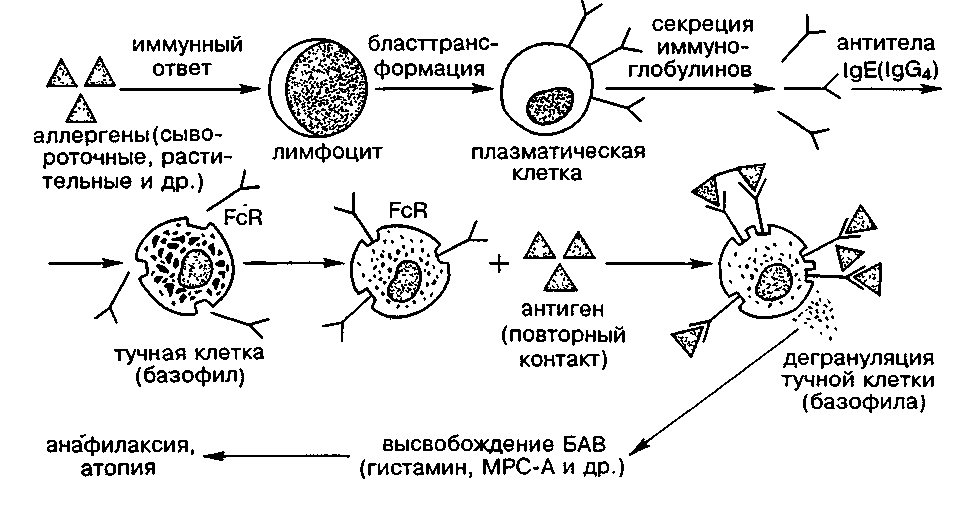 иммунный
ответ
бласттранс-
формация
секреция
иммуно-
глобулинов
антитела
IgE(IgG₄)
аллергены(сыво-
роточные, расти-
тельные и др.)
лимфоцит
плазматическая
клетка
FcR
FcR
+
тучная клетка
(базофил)
антиген
(повторный
контакт)
дегрануляция
тучной клетки
(базофила)
высвобождение БАВ
(гистамин, МРС-А и др.)
анафилаксия,
атопия